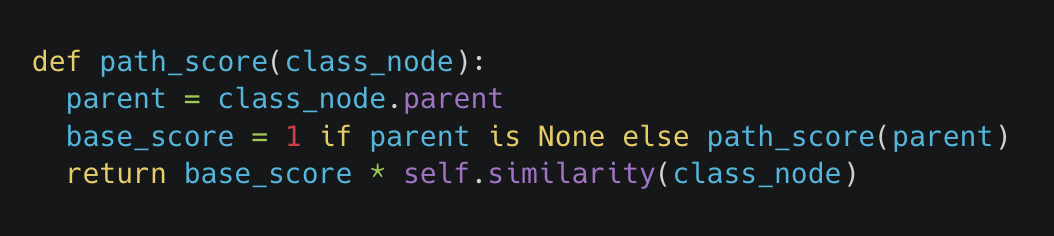 def path_score(class_node):
  parent = class_node.parent
  base_score = 1 if parent is None else path_score(parent)
  return base_score * self.similarity(class_node)